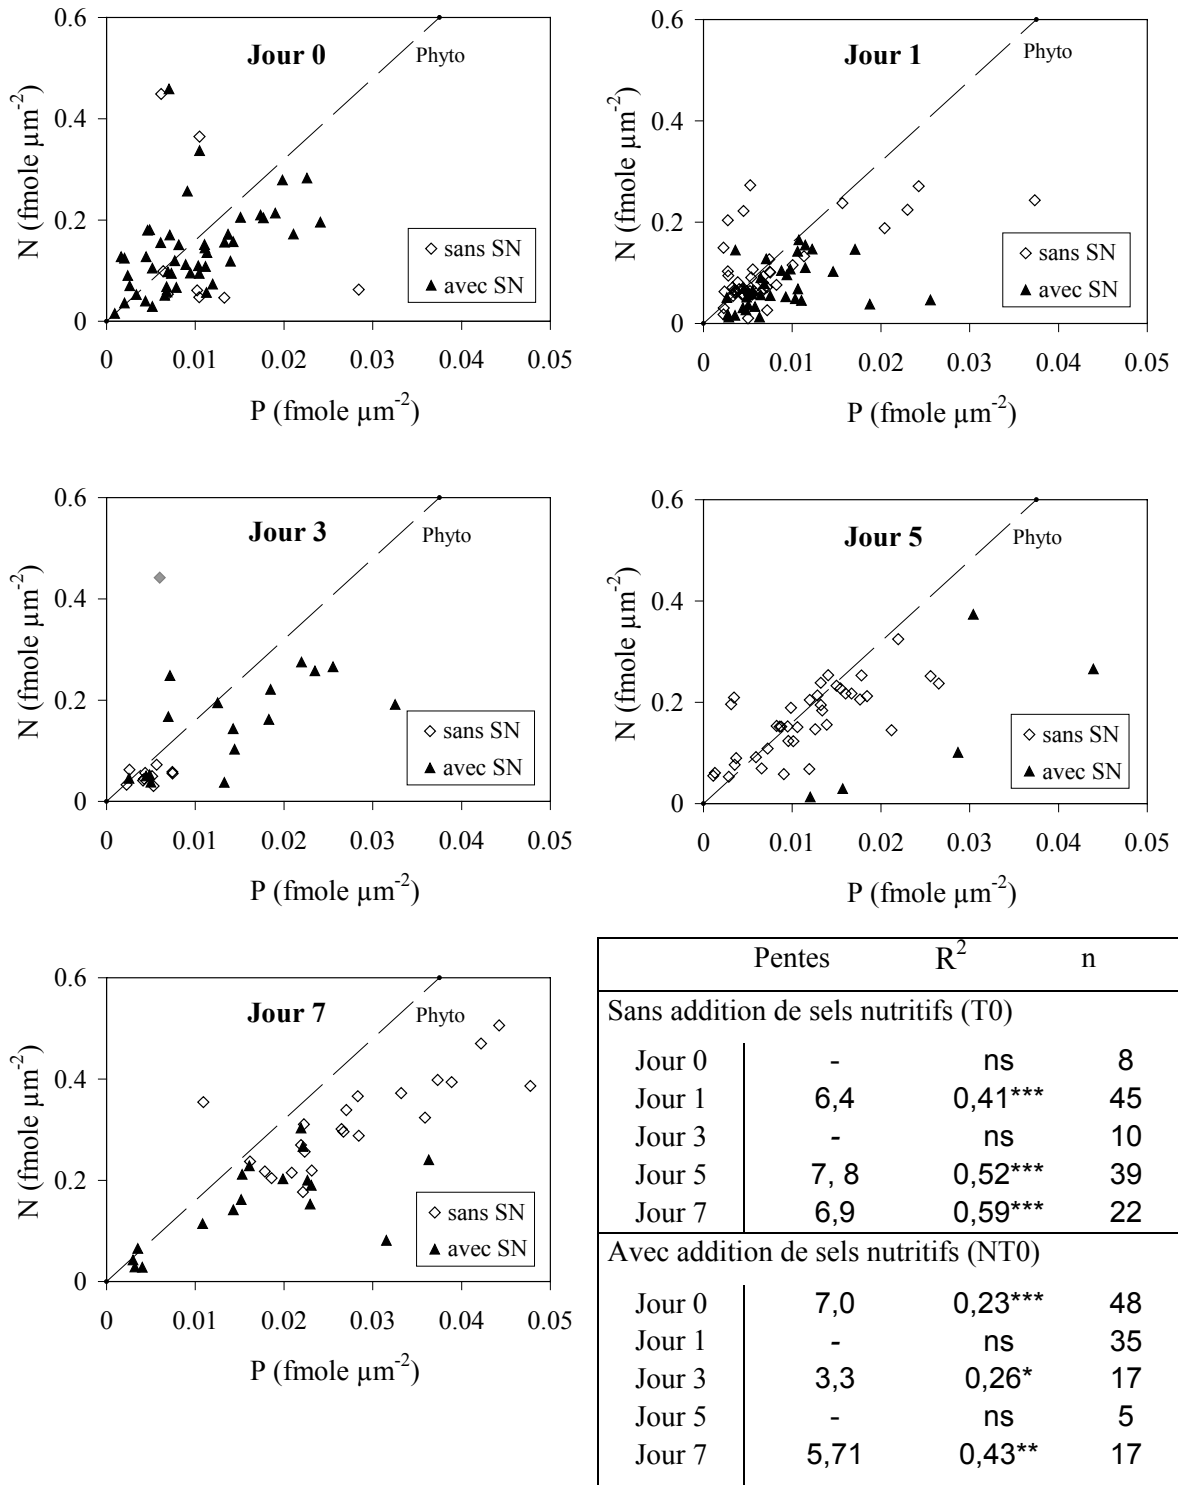 Jour 0
Phyto
N (fmole µm⁻²)
0.6
0.4
0.2
0
◇ sans SN
▲ avec SN
0 0.01 0.02 0.03 0.04 0.05
P (fmole µm⁻²)
Jour 1
Phyto
N (fmole µm⁻²)
0.6
0.4
0.2
0
◇ sans SN
▲ avec SN
0 0.01 0.02 0.03 0.04 0.05
P (fmole µm⁻²)
Jour 3
Phyto
N (fmole µm⁻²)
0.6
0.4
0.2
0
◇ sans SN
▲ avec SN
0 0.01 0.02 0.03 0.04 0.05
P (fmole µm⁻²)
Jour 5
Phyto
N (fmole µm⁻²)
0.6
0.4
0.2
0
◇ sans SN
▲ avec SN
0 0.01 0.02 0.03 0.04 0.05
P (fmole µm⁻²)
Jour 7
Phyto
N (fmole µm⁻²)
0.6
0.4
0.2
0
◇ sans SN
▲ avec SN
0 0.01 0.02 0.03 0.04 0.05
P (fmole µm⁻²)
Pentes R² n
Sans addition de sels nutritifs (T0)
Jour 0 - ns 8
Jour 1 6,4 0,41*** 45
Jour 3 - ns 10
Jour 5 7, 8 0,52*** 39
Jour 7 6,9 0,59*** 22
Avec addition de sels nutritifs (NT0)
Jour 0 7,0 0,23*** 48
Jour 1 - ns 35
Jour 3 3,3 0,26* 17
Jour 5 - ns 5
Jour 7 5,71 0,43** 17